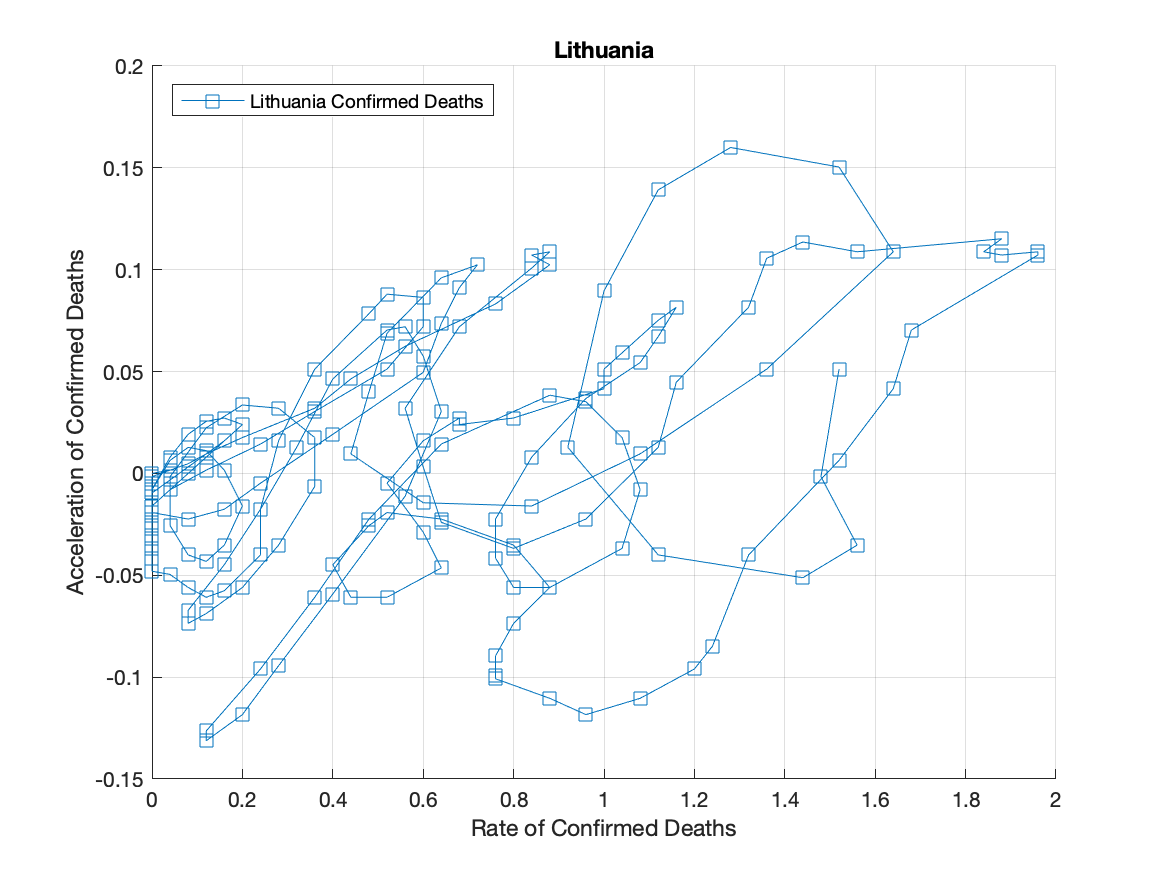 Lithuania
0.2
Lithuania Confirmed Deaths
0.15
0.1
0.05
0
-0.05
-0.1
-0.15
Acceleration of Confirmed Deaths
0 0.2 0.4 0.6 0.8 1 1.2 1.4 1.6 1.8 2
Rate of Confirmed Deaths